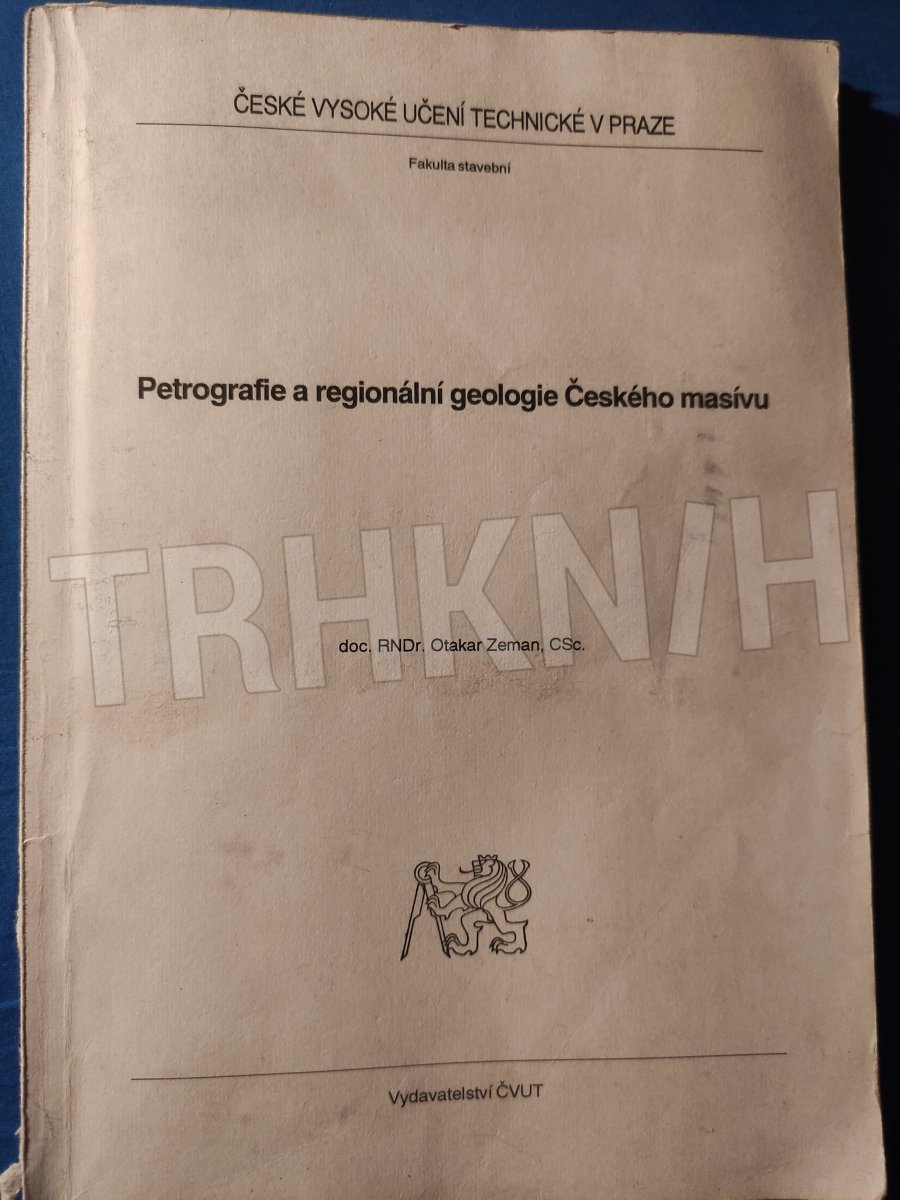 ČESKÉ VYSOKÉ UČENÍ TECHNICKÉ V PRAZE
Fakulta stavební
Petrografie a regionální geologie Českého masívu
TRHKNIH
doc. RNDr. Otakar Zeman, CSc.
Vydavatelství ČVUT